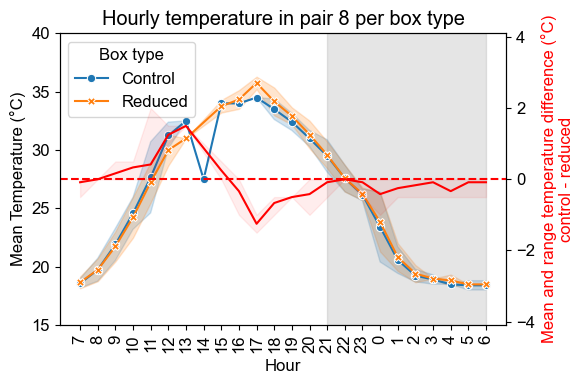 Hourly temperature in pair 8 per box type
Box type
Control
Reduced
Mean Temperature (°C)
40
35
30
25
20
15
4
2
0
−2
−4
Mean and range temperature difference (°C)
control - reduced
7 8 9 10 11 12 13 14 15 16 17 18 19 20 21 22 23 0 1 2 3 4 5 6
Hour